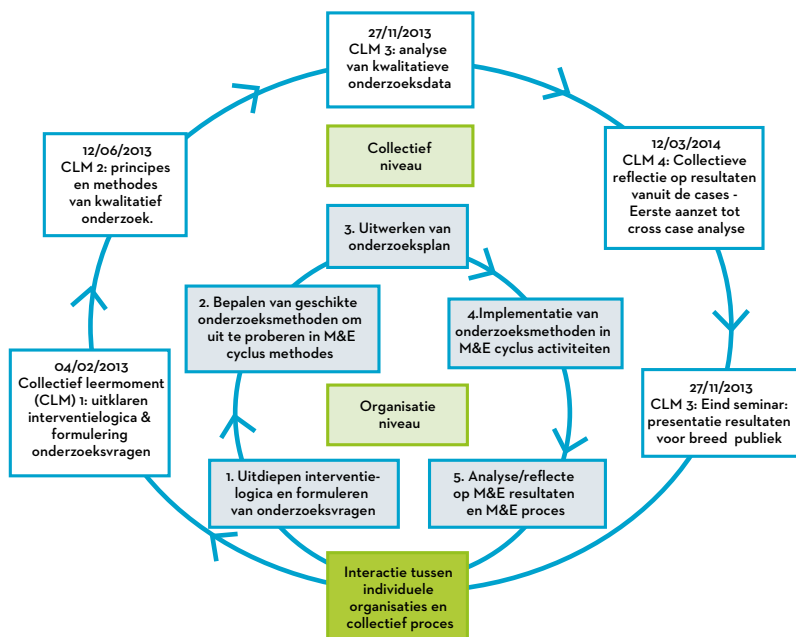 27/11/2013
CLM 3: analyse
van kwalitatieve
onderzoeksdata
12/06/2013
CLM 2: principes
en methodes
van kwalitatief
onderzoek.
Collectief
niveau
12/03/2014
CLM 4: Collectieve
reflectie op resultaten
vanuit de cases -
Eerste aanzet tot
cross case analyse
3. Uitwerken van
onderzoeksplan
2. Bepalen van geschikte
onderzoeksmethoden om
uit te proberen in M&E
cyclus methodes
4.Implementatie van
onderzoeksmethoden in
M&E cyclus activiteiten
04/02/2013
Collectief leermoment
(CLM) 1: uitklaren
interventielogica &
formulering
onderzoeksvragen
Organisatie
niveau
27/11/2013
CLM 3: Eind seminar:
presentatie resultaten
voor breed publiek
1. Uitdiepen interventie-
logica en formuleren
van onderzoeksvragen
5. Analyse/reflecte
op M&E resultaten
en M&E proces
Interactie tussen
individuele
organisaties en
collectief proces